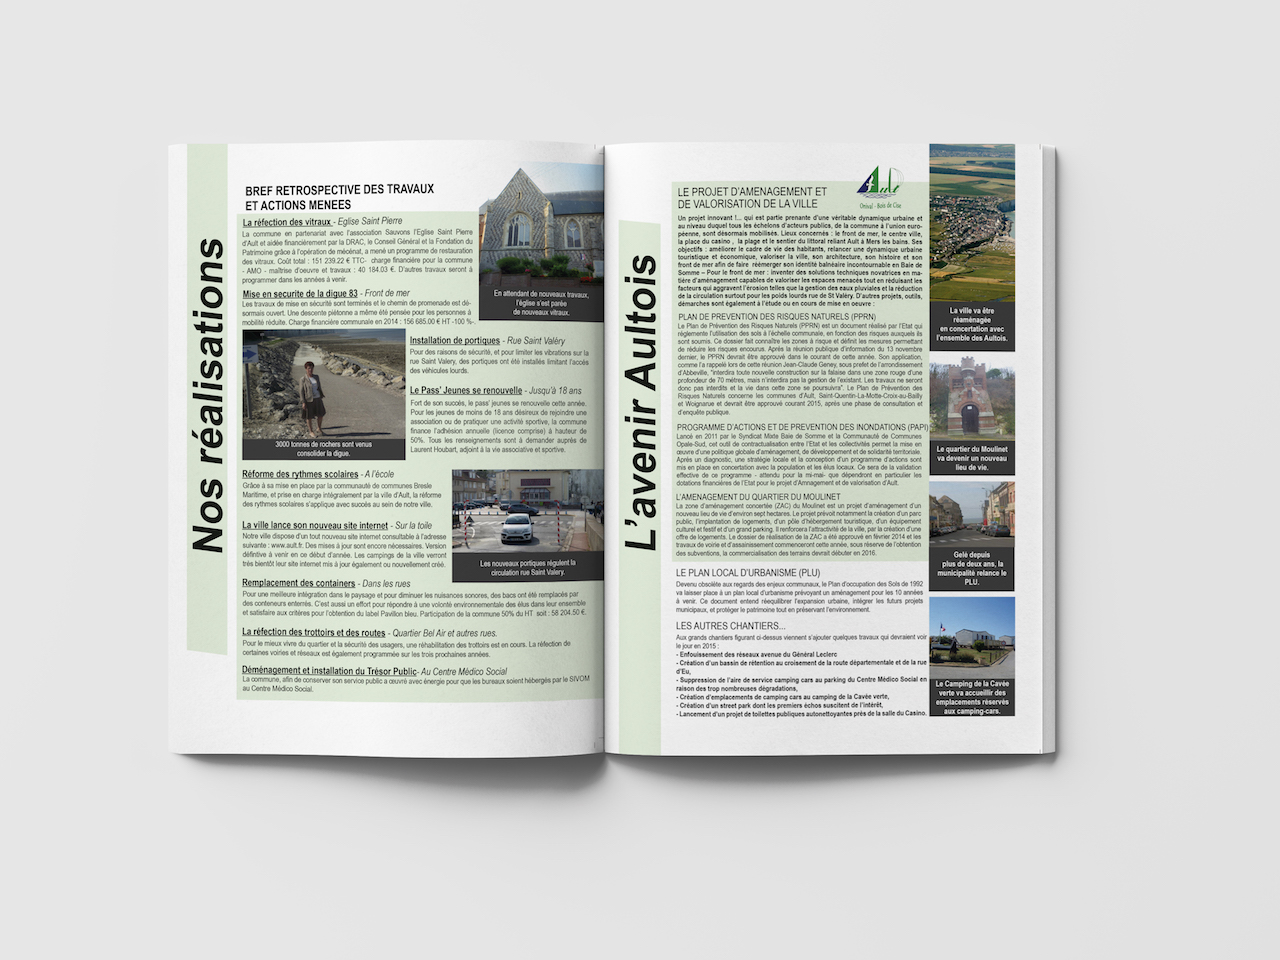 Nos réalisations
BREF RETROSPECTIVE DES TRAVAUX
ET ACTIONS MENEES
La réfection des vitraux - Eglise Saint Pierre
La commune en partenariat avec l'association Sauvons l'Eglise Saint Pierre
d'Ault et aidée financièrement par la DRAC, le Conseil Général et la Fondation du
Patrimoine grâce à l'opération de mécénat, a mené un programme de restauration
des vitraux. Coût total : 151 239.22 € TTC- charge financière pour la commune
- AMO - maîtrise d'oeuvre et travaux : 40 184.03 €. D'autres travaux seront à
programmer dans les années à venir.
En attendant de nouveaux travaux,
l'église s'est parée
de nouveaux vitraux.
Mise en securite de la digue 83 - Front de mer
Les travaux de mise en sécurité sont terminés et le chemin de promenade est dé-
sormais ouvert. Une descente piétonne a même été pensée pour les personnes à
mobilité réduite. Charge financière communale en 2014 : 156 685.00 € HT -100 %-.
3000 tonnes de rochers sont venus
consolider la digue.
Installation de portiques - Rue Saint Valéry
Pour des raisons de sécurité, et pour limiter les vibrations sur la
rue Saint Valery, des portiques ont été installés limitant l'accès
des véhicules lourds.
Le Pass' Jeunes se renouvelle - Jusqu'à 18 ans
Fort de son succès, le pass' jeunes se renouvelle cette année.
Pour les jeunes de moins de 18 ans désireux de rejoindre une
association ou de pratiquer une activité sportive, la commune
finance l'adhésion annuelle (licence comprise) à hauteur de
50%. Tous les renseignements sont à demander auprès de
Laurent Houbart, adjoint à la vie associative et sportive.
Réforme des rythmes scolaires - A l'école
Grâce à sa mise en place par la communauté de communes Bresle
Maritime, et prise en charge intégralement par la ville d'Ault, la réforme
des rythmes scolaires s'applique avec succès au sein de notre ville.
La ville lance son nouveau site internet - Sur la toile
Notre ville dispose d'un tout nouveau site internet consultable à l'adresse
suivante : www.ault.fr. Des mises à jour sont encore nécessaires. Version
définitive à venir en ce début d'année. Les campings de la ville verront
très bientôt leur site internet mis à jour également ou nouvellement créé.
Les nouveaux portiques régulent la
circulation rue Saint Valery.
Remplacement des containers - Dans les rues
Pour une meilleure intégration dans le paysage et pour diminuer les nuisances sonores, des bacs ont été remplacés par
des conteneurs enterrés. C'est aussi un effort pour répondre à une volonté environnementale des élus dans leur ensemble
et satisfaire aux critères pour l'obtention du label Pavillon bleu. Participation de la commune 50% du HT soit : 58 204.50 €.
La réfection des trottoirs et des routes - Quartier Bel Air et autres rues.
Pour le mieux vivre du quartier et la sécurité des usagers, une réhabilitation des trottoirs est en cours. La réfection de
certaines voiries et réseaux est également programmée sur les trois prochaines années.
Déménagement et installation du Trésor Public- Au Centre Médico Social
La commune, afin de conserver son service public a œuvré avec énergie pour que les bureaux soient hébergés par le SIVOM
au Centre Médico Social.
L'avenir Aultois
Ault
Onival - Bois de Cise
LE PROJET D'AMENAGEMENT ET
DE VALORISATION DE LA VILLE
Un projet innovant !... qui est partie prenante d'une véritable dynamique urbaine et
au niveau duquel tous les échelons d'acteurs publics, de la commune à l'union euro-
péenne, sont désormais mobilisés. Lieux concernés : le front de mer, le centre ville,
la place du casino , la plage et le sentier du littoral reliant Ault à Mers les bains. Ses
objectifs : améliorer le cadre de vie des habitants, relancer une dynamique urbaine
touristique et économique, valoriser la ville, son architecture, son histoire et son
front de mer afin de faire réémerger son identité balnéaire incontournable en Baie de
Somme – Pour le front de mer : inventer des solutions techniques novatrices en ma-
tière d'aménagement capables de valoriser les espaces menacés tout en réduisant les
facteurs qui aggravent l'érosion telles que la gestion des eaux pluviales et la réduction
de la circulation surtout pour les poids lourds rue de St Valéry. D'autres projets, outils,
démarches sont également à l'étude ou en cours de mise en oeuvre :
PLAN DE PREVENTION DES RISQUES NATURELS (PPRN)
Le Plan de Prévention des Risques Naturels (PPRN) est un document réalisé par l'Etat qui
réglemente l'utilisation des sols à l'échelle communale, en fonction des risques auxquels ils
sont soumis. Ce dossier fait connaître les zones à risque et définit les mesures permettant
de réduire les risques encourus. Après la réunion publique d'information du 13 novembre
dernier, le PPRN devrait être approuvé dans le courant de cette année. Son application,
comme l'a rappelé lors de cette réunion Jean-Claude Geney, sous préfet de l'arrondissement
d'Abbeville, "interdira toute nouvelle construction sur la falaise dans une zone rouge d'une
profondeur de 70 mètres, mais n'interdira pas la gestion de l'existant. Les travaux ne seront
donc pas interdits et la vie dans cette zone se poursuivra". Le Plan de Prévention des
Risques Naturels concerne les communes d'Ault, Saint-Quentin-La-Motte-Croix-au-Bailly
et Woignarue et devrait être approuvé courant 2015, après une phase de consultation et
d'enquête publique.
PROGRAMME D'ACTIONS ET DE PREVENTION DES INONDATIONS (PAPI)
Lancé en 2011 par le Syndicat Mixte Baie de Somme et la Communauté de Communes
Opale-Sud, cet outil de contractualisation entre l'Etat et les collectivités permet la mise en
œuvre d'une politique globale d'aménagement, de développement et de solidarité territoriale.
Après un diagnostic, une stratégie locale et la conception d'un programme d'actions sont
mis en place en concertation avec la population et les élus locaux. Ce sera de la validation
effective de ce programme - attendu pour la mi-mai- que dépendront en particulier les
dotations financières de l'Etat pour le projet d'Amnagement et de valorisation d'Ault.
L'AMENAGEMENT DU QUARTIER DU MOULINET
La zone d'aménagement concertée (ZAC) du Moulinet est un projet d'aménagement d'un
nouveau lieu de vie d'environ sept hectares. Le projet prévoit notamment la création d'un parc
public, l'implantation de logements, d'un pôle d'hébergement touristique, d'un équipement
culturel et festif et d'un grand parking. Il renforcera l'attractivité de la ville, par la création d'une
offre de logements. Le dossier de réalisation de la ZAC a été approuvé en février 2014 et les
travaux de voirie et d'assainissement commenceront cette année, sous réserve de l'obtention
des subventions, la commercialisation des terrains devrait débuter en 2016.
LE PLAN LOCAL D'URBANISME (PLU)
Devenu obsolète aux regards des enjeux communaux, le Plan d'occupation des Sols de 1992
va laisser place à un plan local d'urbanisme prévoyant un aménagement pour les 10 années
à venir. Ce document entend rééquilibrer l'expansion urbaine, intégrer les futurs projets
municipaux, et protéger le patrimoine tout en préservant l'environnement.
LES AUTRES CHANTIERS...
Aux grands chantiers figurant ci-dessus viennent s'ajouter quelques travaux qui devraient voir
le jour en 2015 :
- Enfouissement des réseaux avenue du Général Leclerc
- Création d'un bassin de rétention au croisement de la route départementale et de la rue
d'Eu,
- Suppression de l'aire de service camping cars au parking du Centre Médico Social en
raison des trop nombreuses dégradations,
- Création d'emplacements de camping cars au camping de la Cavée verte,
- Création d'un street park dont les premiers échos suscitent de l'intérêt,
- Lancement d'un projet de toilettes publiques autonettoyantes près de la salle du Casino.
La ville va être
réaménagée
en concertation avec
l'ensemble des Aultois.
Le quartier du Moulinet
va devenir un nouveau
lieu de vie.
Gelé depuis
plus de deux ans, la
municipalité relance le
PLU.
Le Camping de la Cavée
verte va accueillir des
emplacements réservés
aux camping-cars.